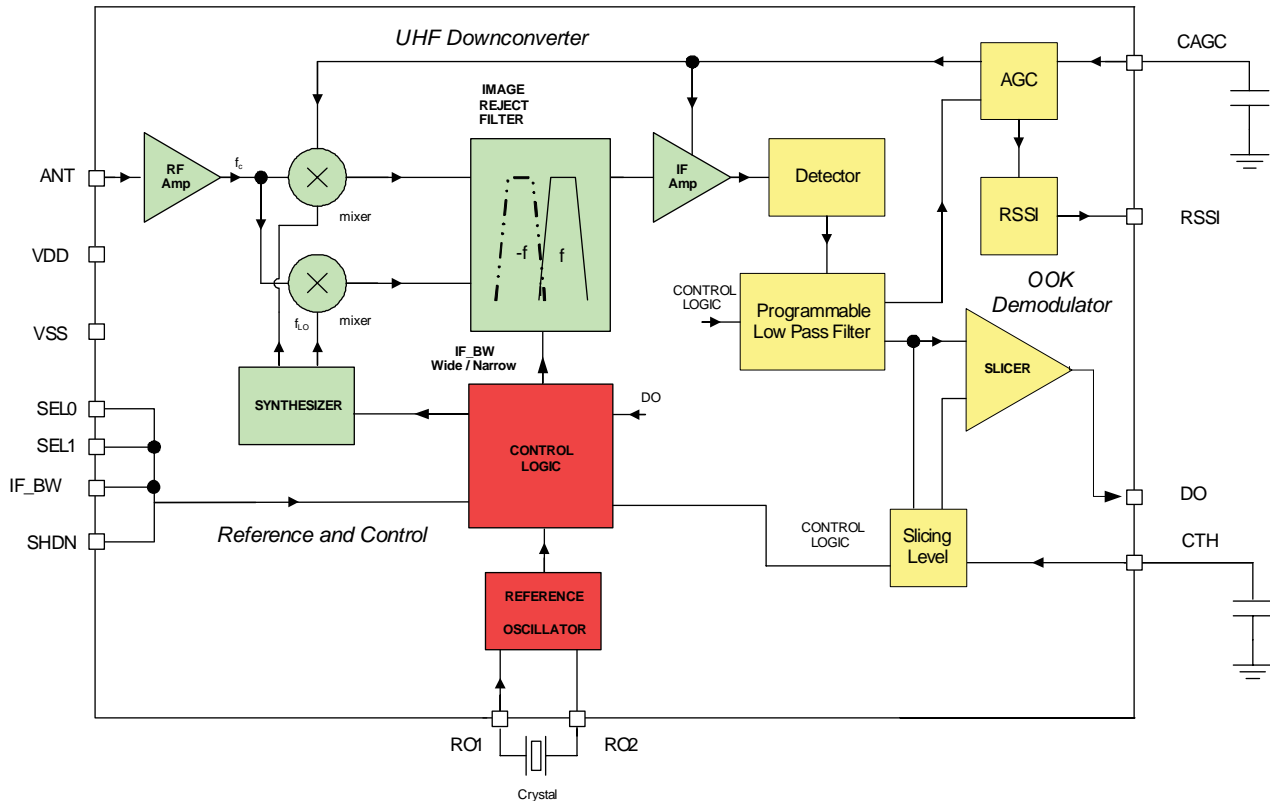 UHF Downconverter
CAGC
AGC
IMAGE
REJECT
FILTER
ANT
RF
Amp
fc
mixer
-f
f
IF
Amp
Detector
RSSI
RSSI
VDD
mixer
fLO
CONTROL
LOGIC
Programmable
Low Pass Filter
OOK
Demodulator
VSS
IF_BW
Wide / Narrow
SYNTHESIZER
SLICER
SEL0
SEL1
IF_BW
SHDN
DO
CONTROL
LOGIC
Reference and Control
CONTROL
LOGIC
Slicing
Level
DO
CTH
REFERENCE
OSCILLATOR
RO1
RO2
Crystal